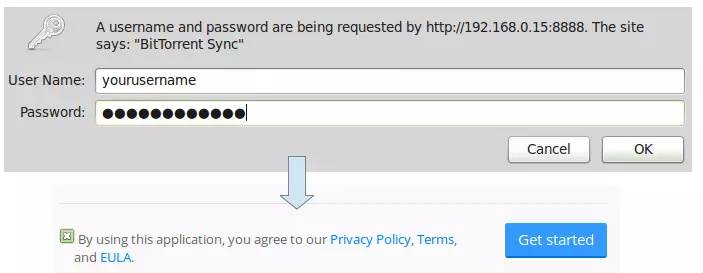 A username and password are being requested by http://192.168.0.15:8888. The site
says: "BitTorrent Sync"
User Name: yourusername
Password: ●●●●●●●●●●●●
Cancel OK
By using this application, you agree to our Privacy Policy, Terms,
and EULA.
Get started